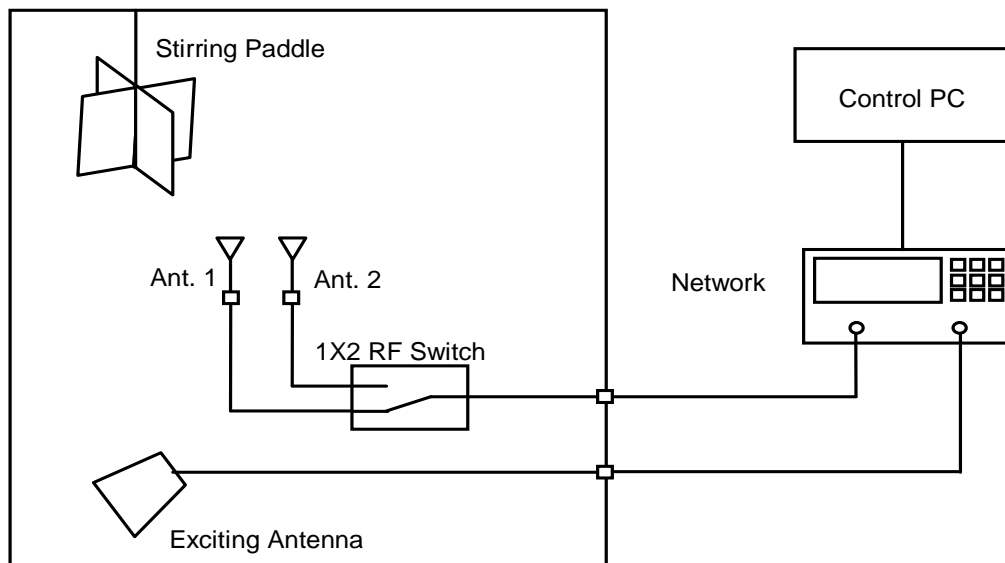 Stirring Paddle
Control PC
Ant. 1
Ant. 2
Network
1X2 RF Switch
Exciting Antenna